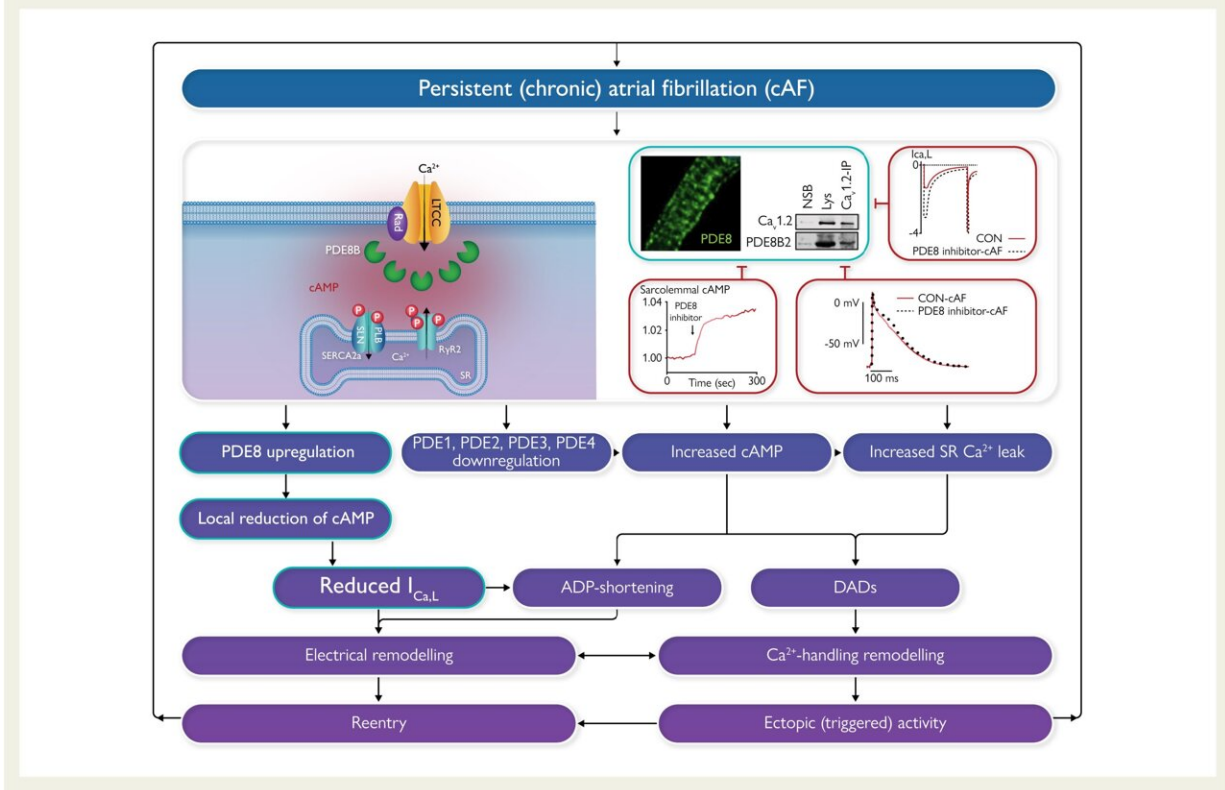 Persistent (chronic) atrial fibrillation (cAF)
Ca²⁺
LTCC
Rad
PDE8B
cAMP
P
P
P
P
P
SLN
PLB
SERCA2a
Ca²⁺
RyR2
SR
PDE8
NSB
Lys
Caᵥ1.2-IP
Caᵥ1.2
PDE8B2
Ica,L
0
-4
CON
PDE8 inhibitor-cAF
Sarcolemmal cAMP
1.04
1.02
1.00
PDE8
inhibitor
0
Time (sec)
300
0 mV
-50 mV
100 ms
CON-cAF
PDE8 inhibitor-cAF
PDE8 upregulation
PDE1, PDE2, PDE3, PDE4
downregulation
Increased cAMP
Increased SR Ca²⁺ leak
Local reduction of cAMP
Reduced I_Ca,L
ADP-shortening
DADs
Electrical remodelling
Ca²⁺-handling remodelling
Reentry
Ectopic (triggered) activity